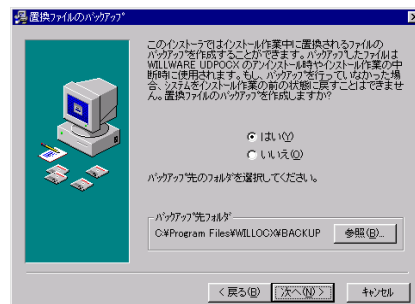 置換ファイルのバックアップ
このインストーラではインストール作業中に置換されるファイルの
バックアップを作成することができます。バックアップしたファイルは
WILLWARE UDPOCX のアンインストール時やインストール作業の中
断時に使用されます。もし、バックアップを行っていなかった場
合、システムをインストール作業の前の状態に戻すことはできませ
ん。置換ファイルのバックアップを作成しますか?
はい(Y)
いいえ(O)
バックアップ先のフォルダを選択してください。
バックアップ先フォルダ
C:¥Program Files¥WILLOCX¥BACKUP
参照(B)...
< 戻る(B)
次へ(N) >
キャンセル